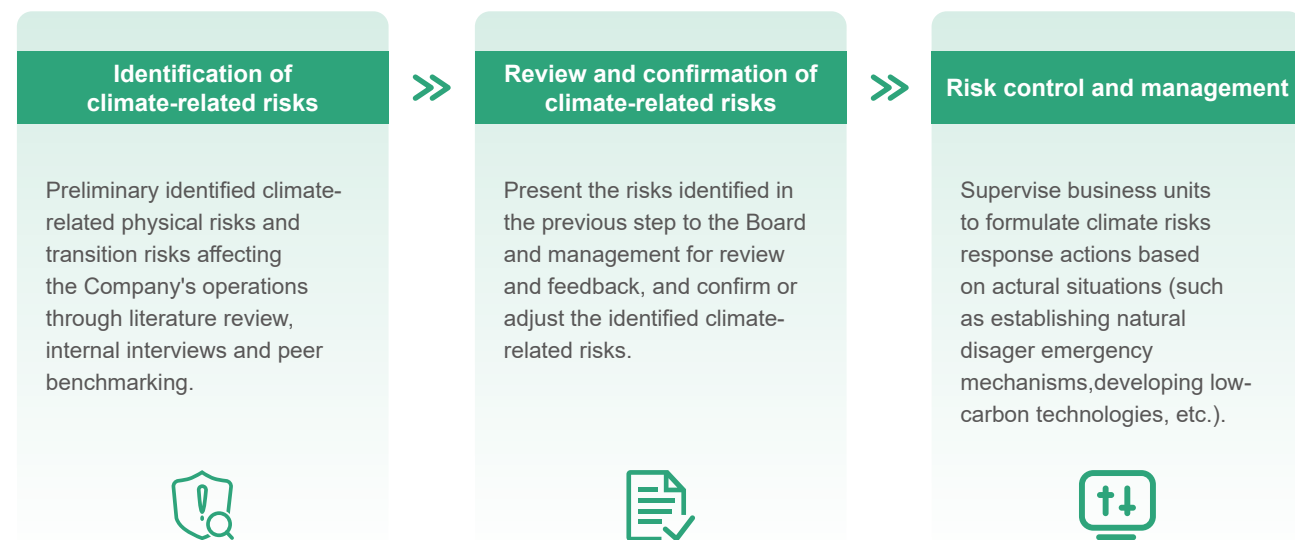 Identification of
climate-related risks
Preliminary identified climate-
related physical risks and
transition risks affecting
the Company's operations
through literature review,
internal interviews and peer
benchmarking.
Review and confirmation of
climate-related risks
Present the risks identified in
the previous step to the Board
and management for review
and feedback, and confirm or
adjust the identified climate-
related risks.
Risk control and management
Supervise business units
to formulate climate risks
response actions based
on actural situations (such
as establishing natural
disager emergency
mechanisms,developing low-
carbon technologies, etc.).